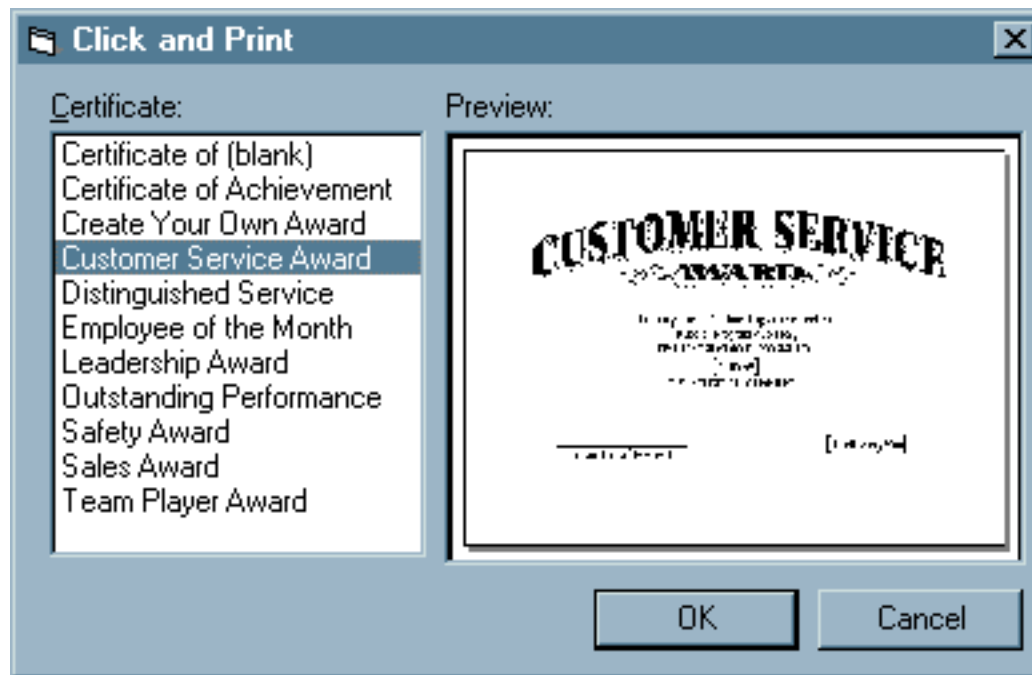 Click and Print
Certificate:
Certificate of (blank)
Certificate of Achievement
Create Your Own Award
Customer Service Award
Distinguished Service
Employee of the Month
Leadership Award
Outstanding Performance
Safety Award
Sales Award
Team Player Award
Preview:
CUSTOMER SERVICE
AWARD
OK
Cancel